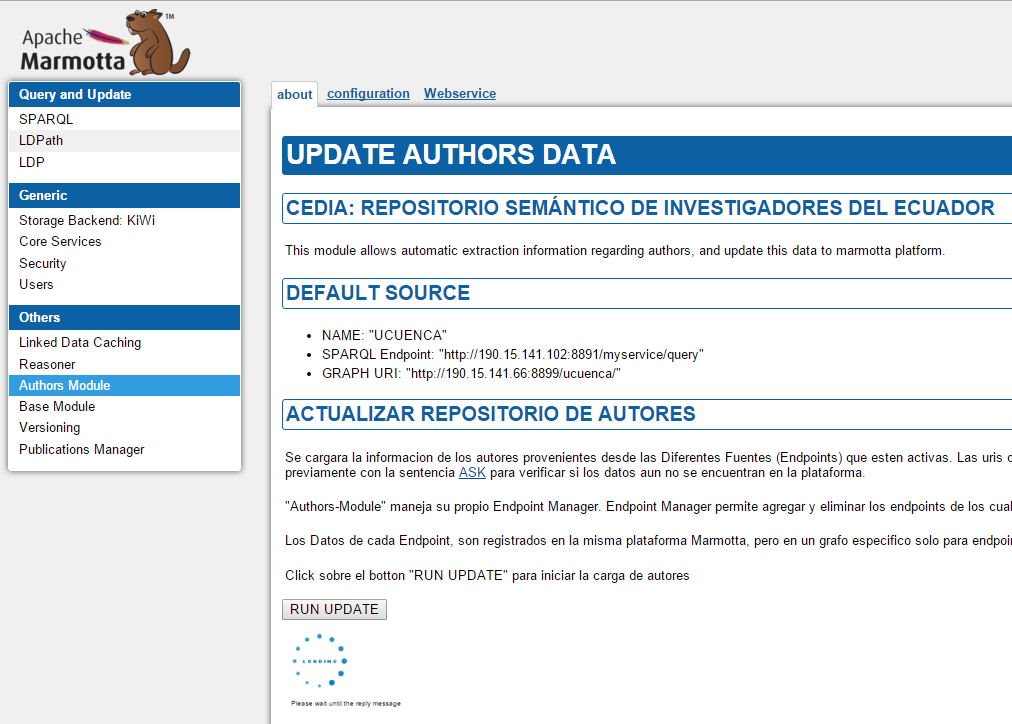 Apache
Marmotta TM
Query and Update
SPARQL
LDPath
LDP
Generic
Storage Backend: KiWi
Core Services
Security
Users
Others
Linked Data Caching
Reasoner
Authors Module
Base Module
Versioning
Publications Manager
about configuration Webservice
UPDATE AUTHORS DATA
CEDIA: REPOSITORIO SEMÁNTICO DE INVESTIGADORES DEL ECUADOR
This module allows automatic extraction information regarding authors, and update this data to marmotta platform.
DEFAULT SOURCE
• NAME: "UCUENCA"
• SPARQL Endpoint: "http://190.15.141.102:8891/myservice/query"
• GRAPH URI: "http://190.15.141.66:8899/ucuenca/"
ACTUALIZAR REPOSITORIO DE AUTORES
Se cargara la informacion de los autores provenientes desde las Diferentes Fuentes (Endpoints) que esten activas. Las uris
previamente con la sentencia ASK para verificar si los datos aun no se encuentran en la plataforma.
"Authors-Module" maneja su propio Endpoint Manager. Endpoint Manager permite agregar y eliminar los endpoints de los
Los Datos de cada Endpoint, son registrados en la misma plataforma Marmotta, pero en un grafo especifico solo para
Click sobre el botton "RUN UPDATE" para iniciar la carga de autores
RUN UPDATE
LOADING
Please wait until the reply message